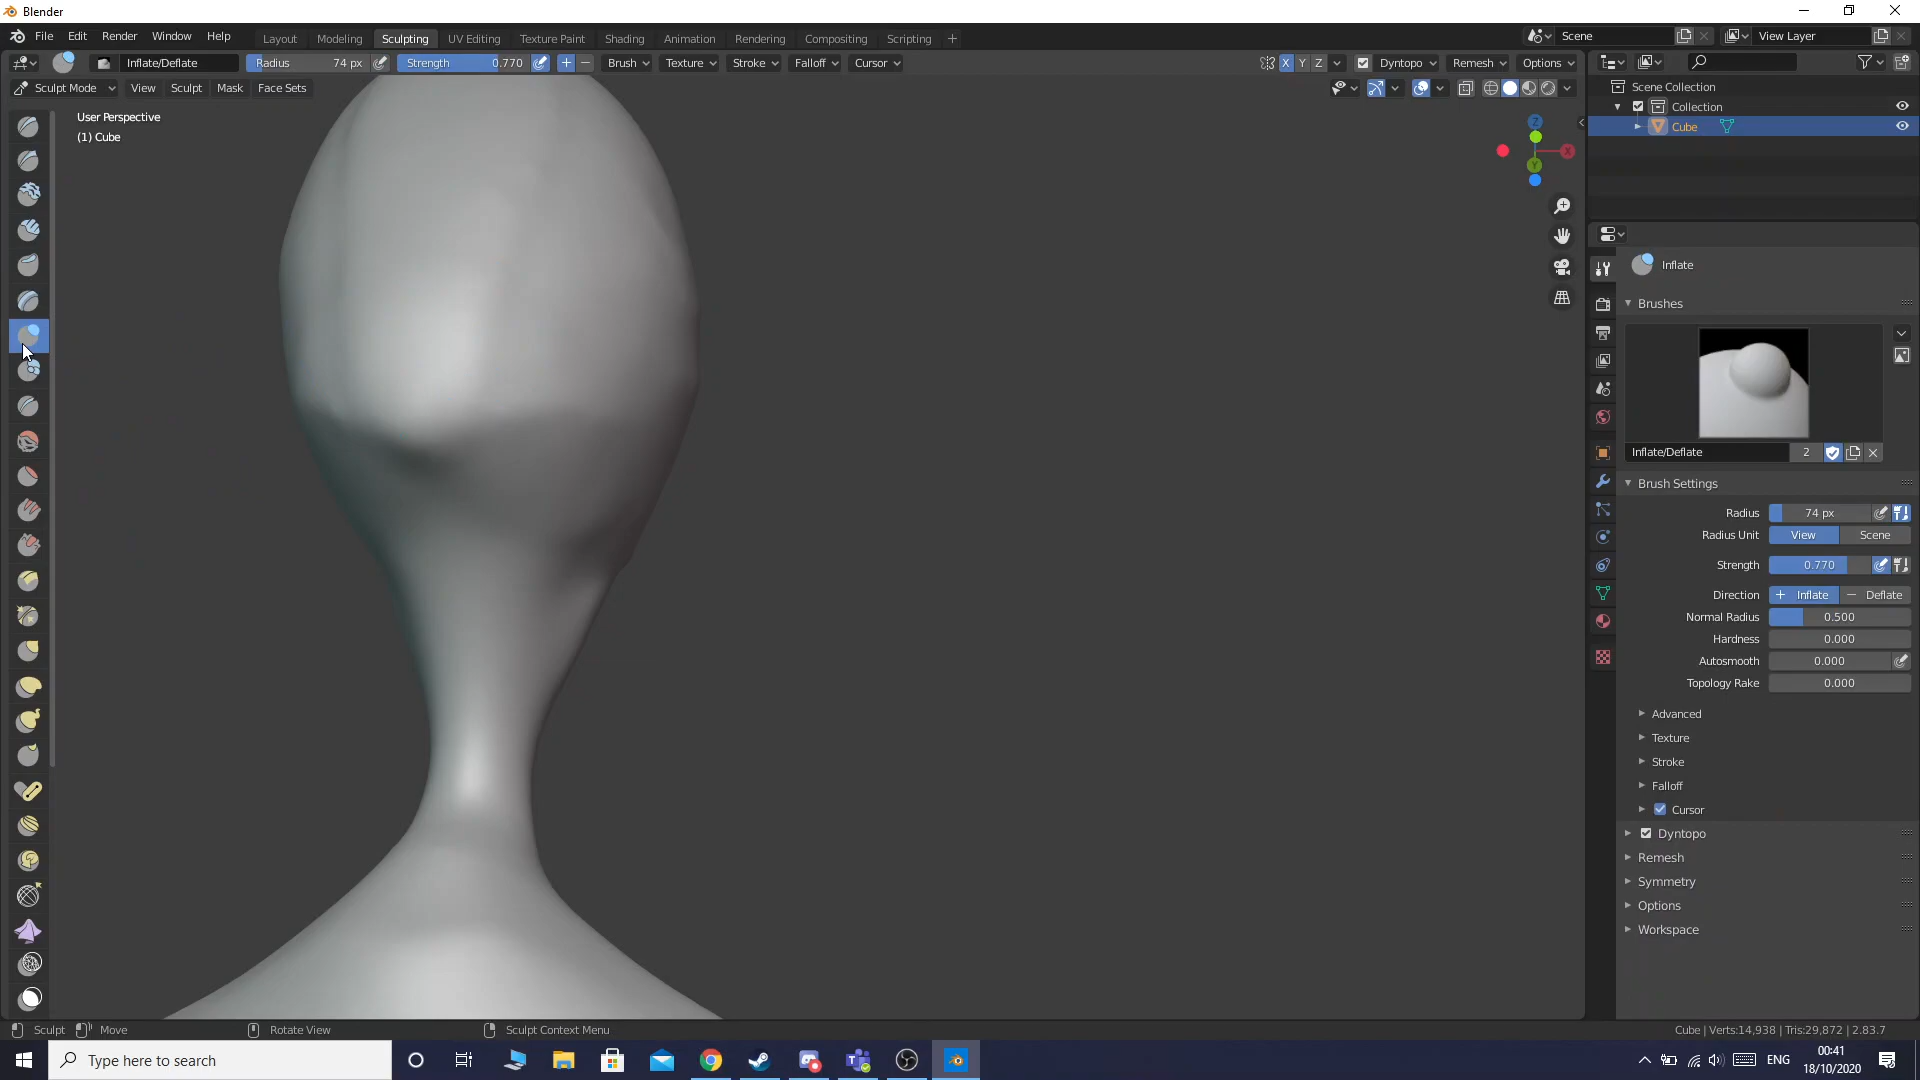 Blender
File Edit Render Window Help Layout Modeling Sculpting UV Editing Texture Paint Shading Animation Rendering Compositing Scripting + Scene View Layer
Inflate/Deflate Radius 74 px Strength 0.770 + − Brush Texture Stroke Falloff Cursor X Y Z Dyntopo Remesh Options
Sculpt Mode View Sculpt Mask Face Sets
User Perspective
(1) Cube
Z
X
Y
Scene Collection
Collection
Cube
Inflate
Brushes
Inflate/Deflate 2
Brush Settings
Radius 74 px
Radius Unit View Scene
Strength 0.770
Direction + Inflate − Deflate
Normal Radius 0.500
Hardness 0.000
Autosmooth 0.000
Topology Rake 0.000
Advanced
Texture
Stroke
Falloff
Cursor
Dyntopo
Remesh
Symmetry
Options
Workspace
Sculpt Move Rotate View Sculpt Context Menu Cube | Verts:14,938 | Tris:29,872 | 2.83.7
Type here to search
ENG
00:41
18/10/2020